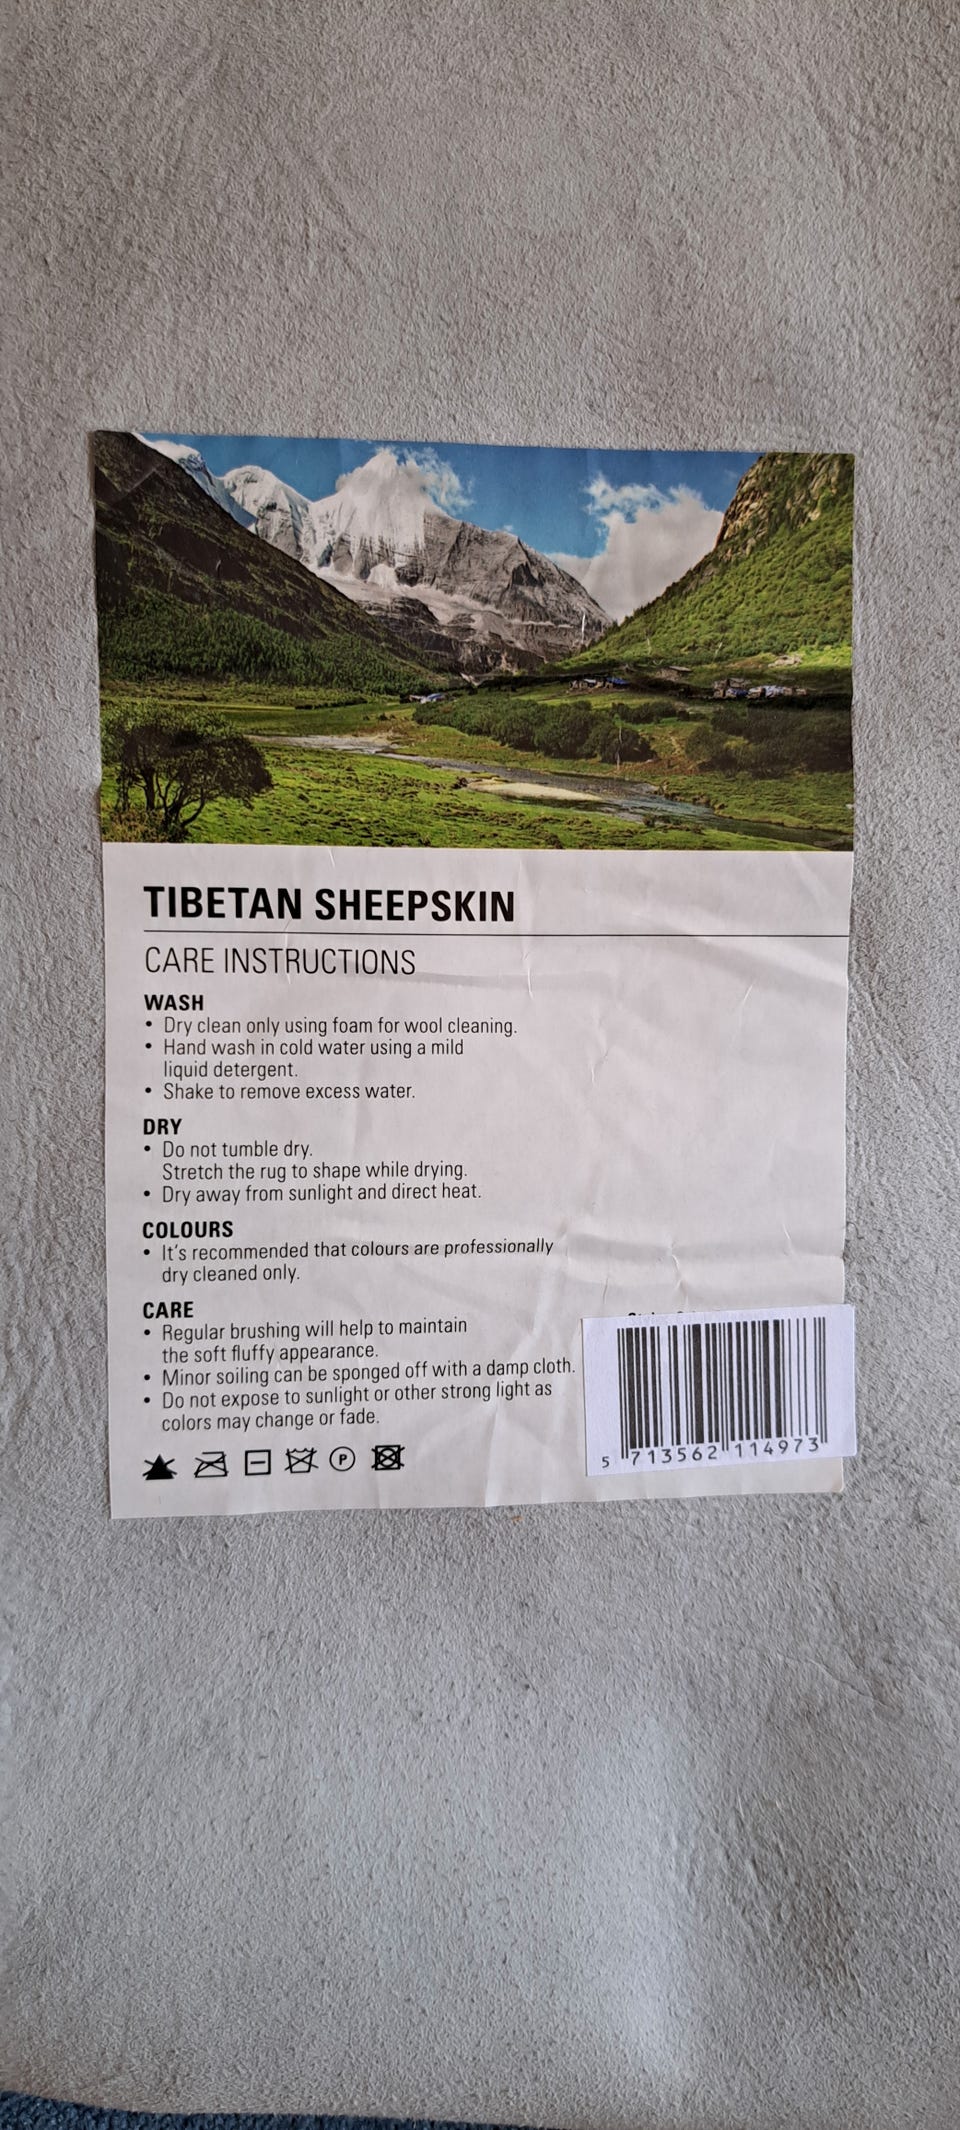 TIBETAN SHEEPSKIN
CARE INSTRUCTIONS
WASH
• Dry clean only using foam for wool cleaning.
• Hand wash in cold water using a mild
liquid detergent.
• Shake to remove excess water.
DRY
• Do not tumble dry.
Stretch the rug to shape while drying.
• Dry away from sunlight and direct heat.
COLOURS
• It's recommended that colours are professionally
dry cleaned only.
CARE
• Regular brushing will help to maintain
the soft fluffy appearance.
• Minor soiling can be sponged off with a damp cloth.
• Do not expose to sunlight or other strong light as
colors may change or fade.
P
5 713562 114973